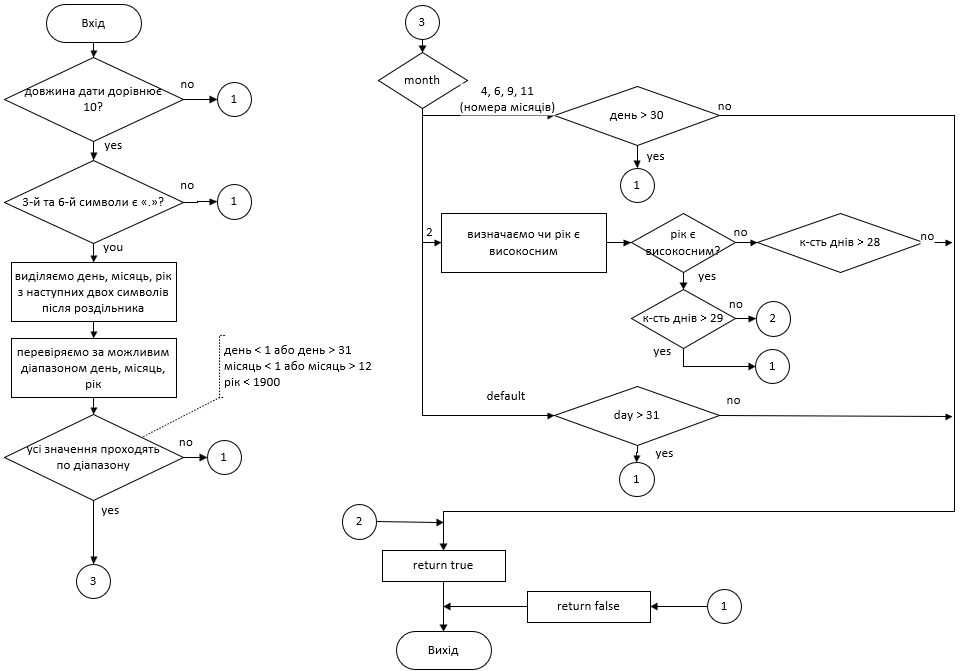 Вхід
довжина дати дорівнює
10?
no
1
yes
3-й та 6-й символи є «.»?
no
1
you
виділяємо день, місяць, рік
з наступних двох символів
після роздільника
перевіряємо за можливим
діапазоном день, місяць,
рік
день < 1 або день > 31
місяць < 1 або місяць > 12
рік < 1900
усі значення проходять
по діапазону
no
1
yes
3
3
month
4, 6, 9, 11
(номера місяців)
день > 30
no
yes
1
2
визначаємо чи рік є
високосним
рік є
високосним?
no
к-сть днів > 28
no
yes
к-сть днів > 29
no
2
yes
1
default
day > 31
no
yes
1
2
return true
return false
1
Вихід